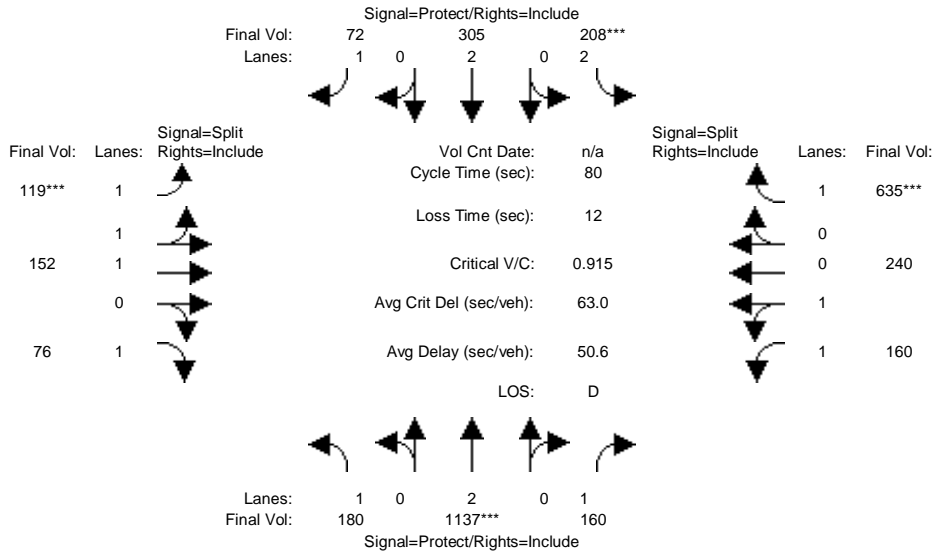 Signal=Protect/Rights=Include
Final Vol: 72 305 208***
Lanes: 1 0 2 0 2
Signal=Split
Final Vol: Lanes: Rights=Include
Vol Cnt Date: n/a
Signal=Split
Rights=Include Lanes: Final Vol:
Cycle Time (sec): 80
119*** 1
1 635***
Loss Time (sec): 12
1
0
152 1
Critical V/C: 0.915
0 240
0
Avg Crit Del (sec/veh): 63.0
1
76 1
Avg Delay (sec/veh): 50.6
1 160
LOS: D
Lanes: 1 0 2 0 1
Final Vol: 180 1137*** 160
Signal=Protect/Rights=Include